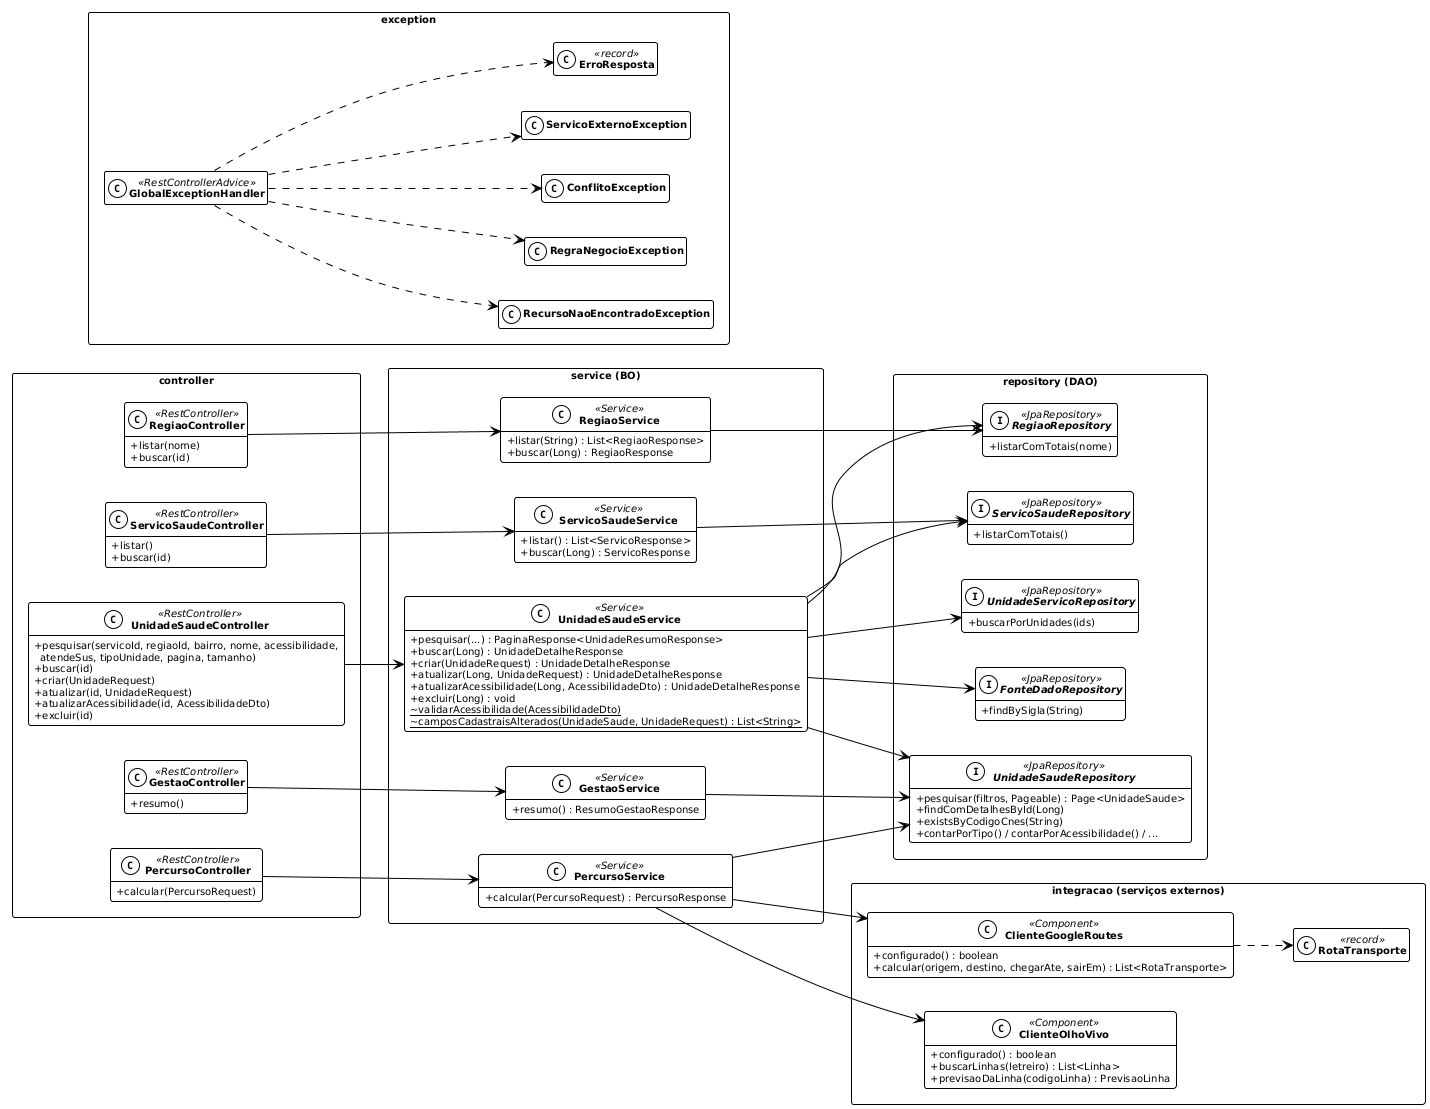 exception
C «record»
ErroResposta
C ServicoExternoException
C «RestControllerAdvice»
GlobalExceptionHandler
C ConflitoException
C RegraNegocioException
C RecursoNaoEncontradoException
controller
C «RestController»
RegiaoController
+listar(nome)
+buscar(id)
C «RestController»
ServicoSaudeController
+listar()
+buscar(id)
C «RestController»
UnidadeSaudeController
+pesquisar(servicoId, regiaoId, bairro, nome, acessibilidade,
atendeSus, tipoUnidade, pagina, tamanho)
+buscar(id)
+criar(UnidadeRequest)
+atualizar(id, UnidadeRequest)
+atualizarAcessibilidade(id, AcessibilidadeDto)
+excluir(id)
C «RestController»
GestaoController
+resumo()
C «RestController»
PercursoController
+calcular(PercursoRequest)
service (BO)
C «Service»
RegiaoService
+listar(String) : List<RegiaoResponse>
+buscar(Long) : RegiaoResponse
C «Service»
ServicoSaudeService
+listar() : List<ServicoResponse>
+buscar(Long) : ServicoResponse
C «Service»
UnidadeSaudeService
+pesquisar(...) : PaginaResponse<UnidadeResumoResponse>
+buscar(Long) : UnidadeDetalheResponse
+criar(UnidadeRequest) : UnidadeDetalheResponse
+atualizar(Long, UnidadeRequest) : UnidadeDetalheResponse
+atualizarAcessibilidade(Long, AcessibilidadeDto) : UnidadeDetalheResponse
+excluir(Long) : void
~validarAcessibilidade(AcessibilidadeDto)
~camposCadastraisAlterados(UnidadeSaude, UnidadeRequest) : List<String>
C «Service»
GestaoService
+resumo() : ResumoGestaoResponse
C «Service»
PercursoService
+calcular(PercursoRequest) : PercursoResponse
repository (DAO)
I «JpaRepository»
RegiaoRepository
+listarComTotais(nome)
I «JpaRepository»
ServicoSaudeRepository
+listarComTotais()
I «JpaRepository»
UnidadeServicoRepository
+buscarPorUnidades(ids)
I «JpaRepository»
FonteDadoRepository
+findBySigla(String)
I «JpaRepository»
UnidadeSaudeRepository
+pesquisar(filtros, Pageable) : Page<UnidadeSaude>
+findComDetalhesById(Long)
+existsByCodigoCnes(String)
+contarPorTipo() / contarPorAcessibilidade() / ...
integracao (serviços externos)
C «Component»
ClienteGoogleRoutes
+configurado() : boolean
+calcular(origem, destino, chegarAte, sairEm) : List<RotaTransporte>
C «record»
RotaTransporte
C «Component»
ClienteOlhoVivo
+configurado() : boolean
+buscarLinhas(letreiro) : List<Linha>
+previsaoDaLinha(codigoLinha) : PrevisaoLinha